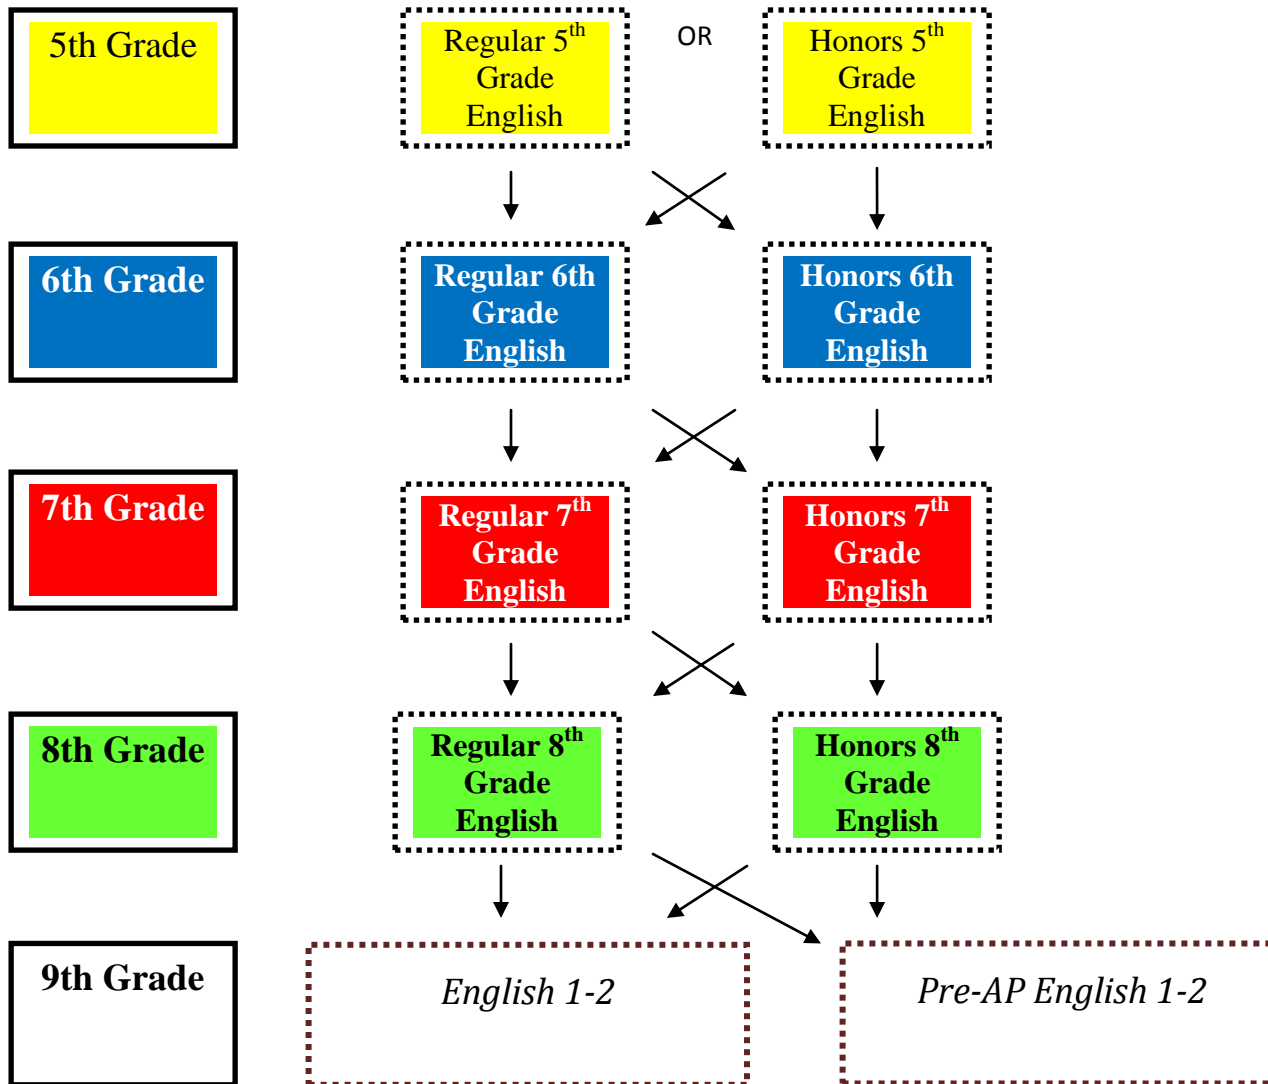 5th Grade
Regular 5th
Grade
English
OR
Honors 5th
Grade
English
6th Grade
Regular 6th
Grade
English
Honors 6th
Grade
English
7th Grade
Regular 7th
Grade
English
Honors 7th
Grade
English
8th Grade
Regular 8th
Grade
English
Honors 8th
Grade
English
9th Grade
English 1-2
Pre-AP English 1-2